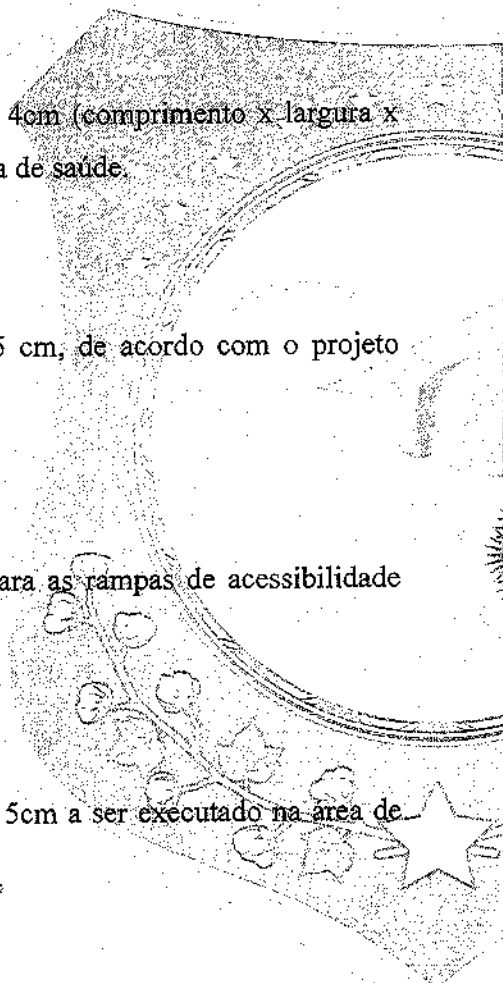 4cm (comprimento x largura x
a de saúde.
5 cm, de acordo com o projeto
ara as rampas de acessibilidade
5cm a ser executado na área de